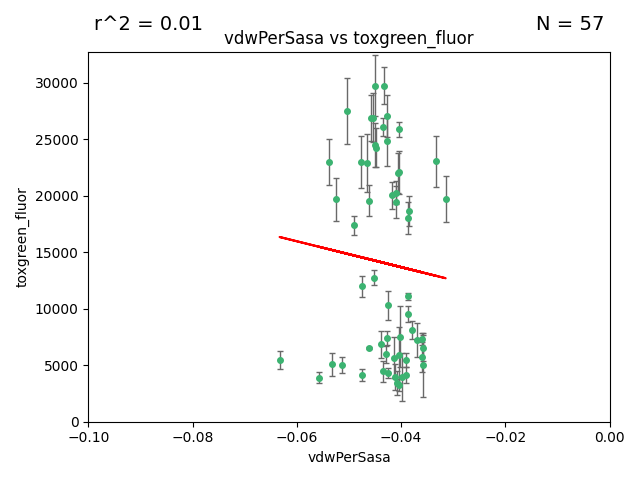 r^2 = 0.01
N = 57
vdwPerSasa vs toxgreen_fluor
toxgreen_fluor
30000
25000
20000
15000
10000
5000
0
−0.10
−0.08
−0.06
−0.04
−0.02
0.00
vdwPerSasa